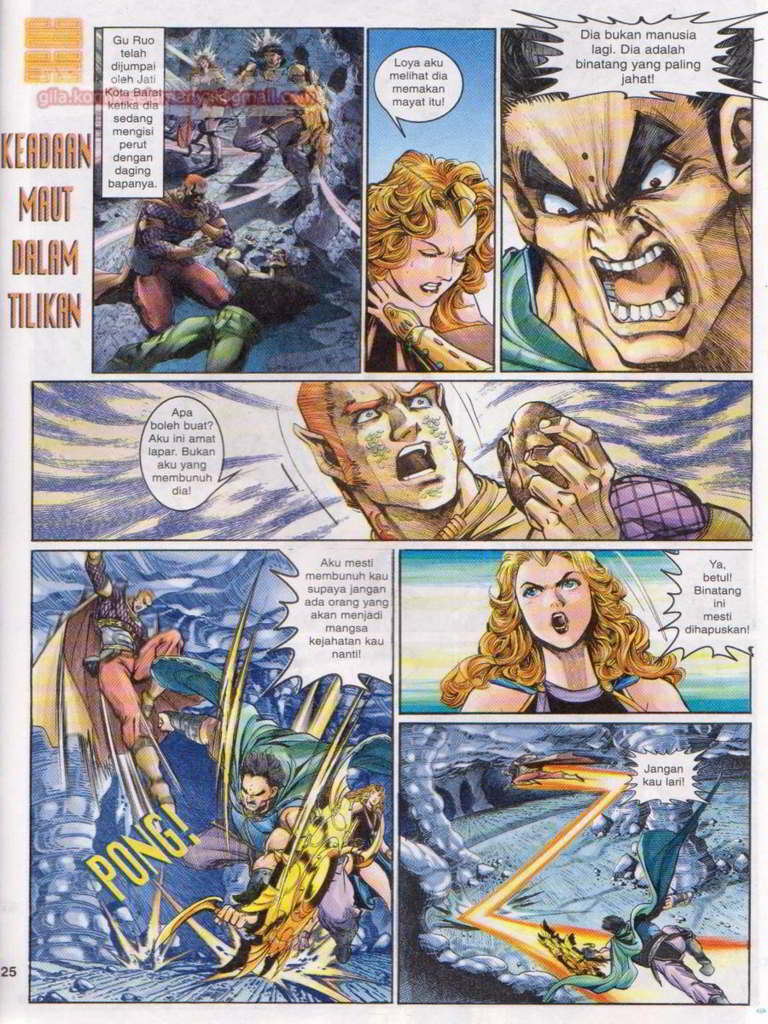 KEADAAN
MAUT
DALAM
TILIKAN
Gu Ruo
telah
dijumpai
oleh Jati
Kota Barat
ketika dia
sedang
mengisi
perut
dengan
daging
bapanya.
Loya aku
melihat dia
memakan
mayat itu!
Dia bukan manusia
lagi. Dia adalah
binatang yang paling
jahat!
Apa
boleh buat?
Aku ini amat
lapar. Bukan
aku yang
membunuh
dia!
Aku mesti
membunuh kau
supaya jangan
ada orang yang
akan menjadi
mangsa
kejahatan kau
nanti!
PONG!
Ya,
betul!
Binatang
ini
mesti
dihapuskan!
Jangan
kau lari!
25